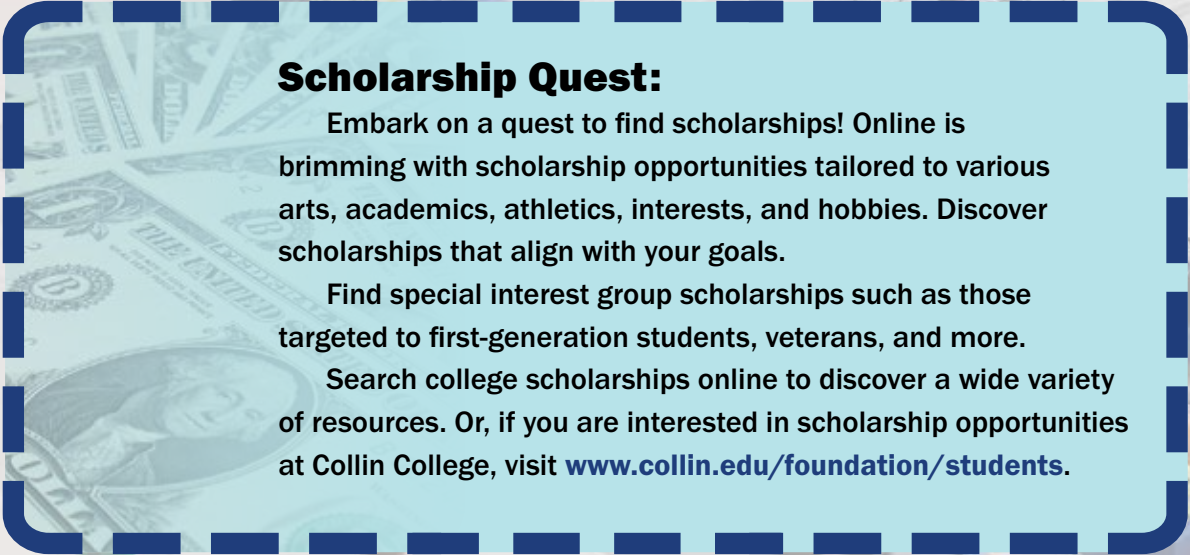 Scholarship Quest:
Embark on a quest to find scholarships! Online is
brimming with scholarship opportunities tailored to various
arts, academics, athletics, interests, and hobbies. Discover
scholarships that align with your goals.
Find special interest group scholarships such as those
targeted to first-generation students, veterans, and more.
Search college scholarships online to discover a wide variety
of resources. Or, if you are interested in scholarship opportunities
at Collin College, visit www.collin.edu/foundation/students.
THE UNITED
B